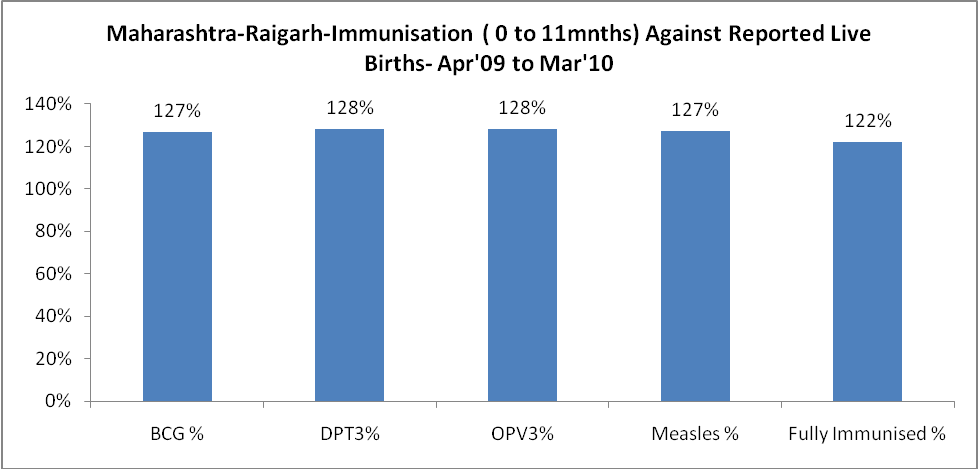 Maharashtra-Raigarh-Immunisation ( 0 to 11mnths) Against Reported Live
Births- Apr'09 to Mar'10
140%
120%
100%
80%
60%
40%
20%
0%
127%
128%
128%
127%
122%
BCG %
DPT3%
OPV3%
Measles %
Fully Immunised %